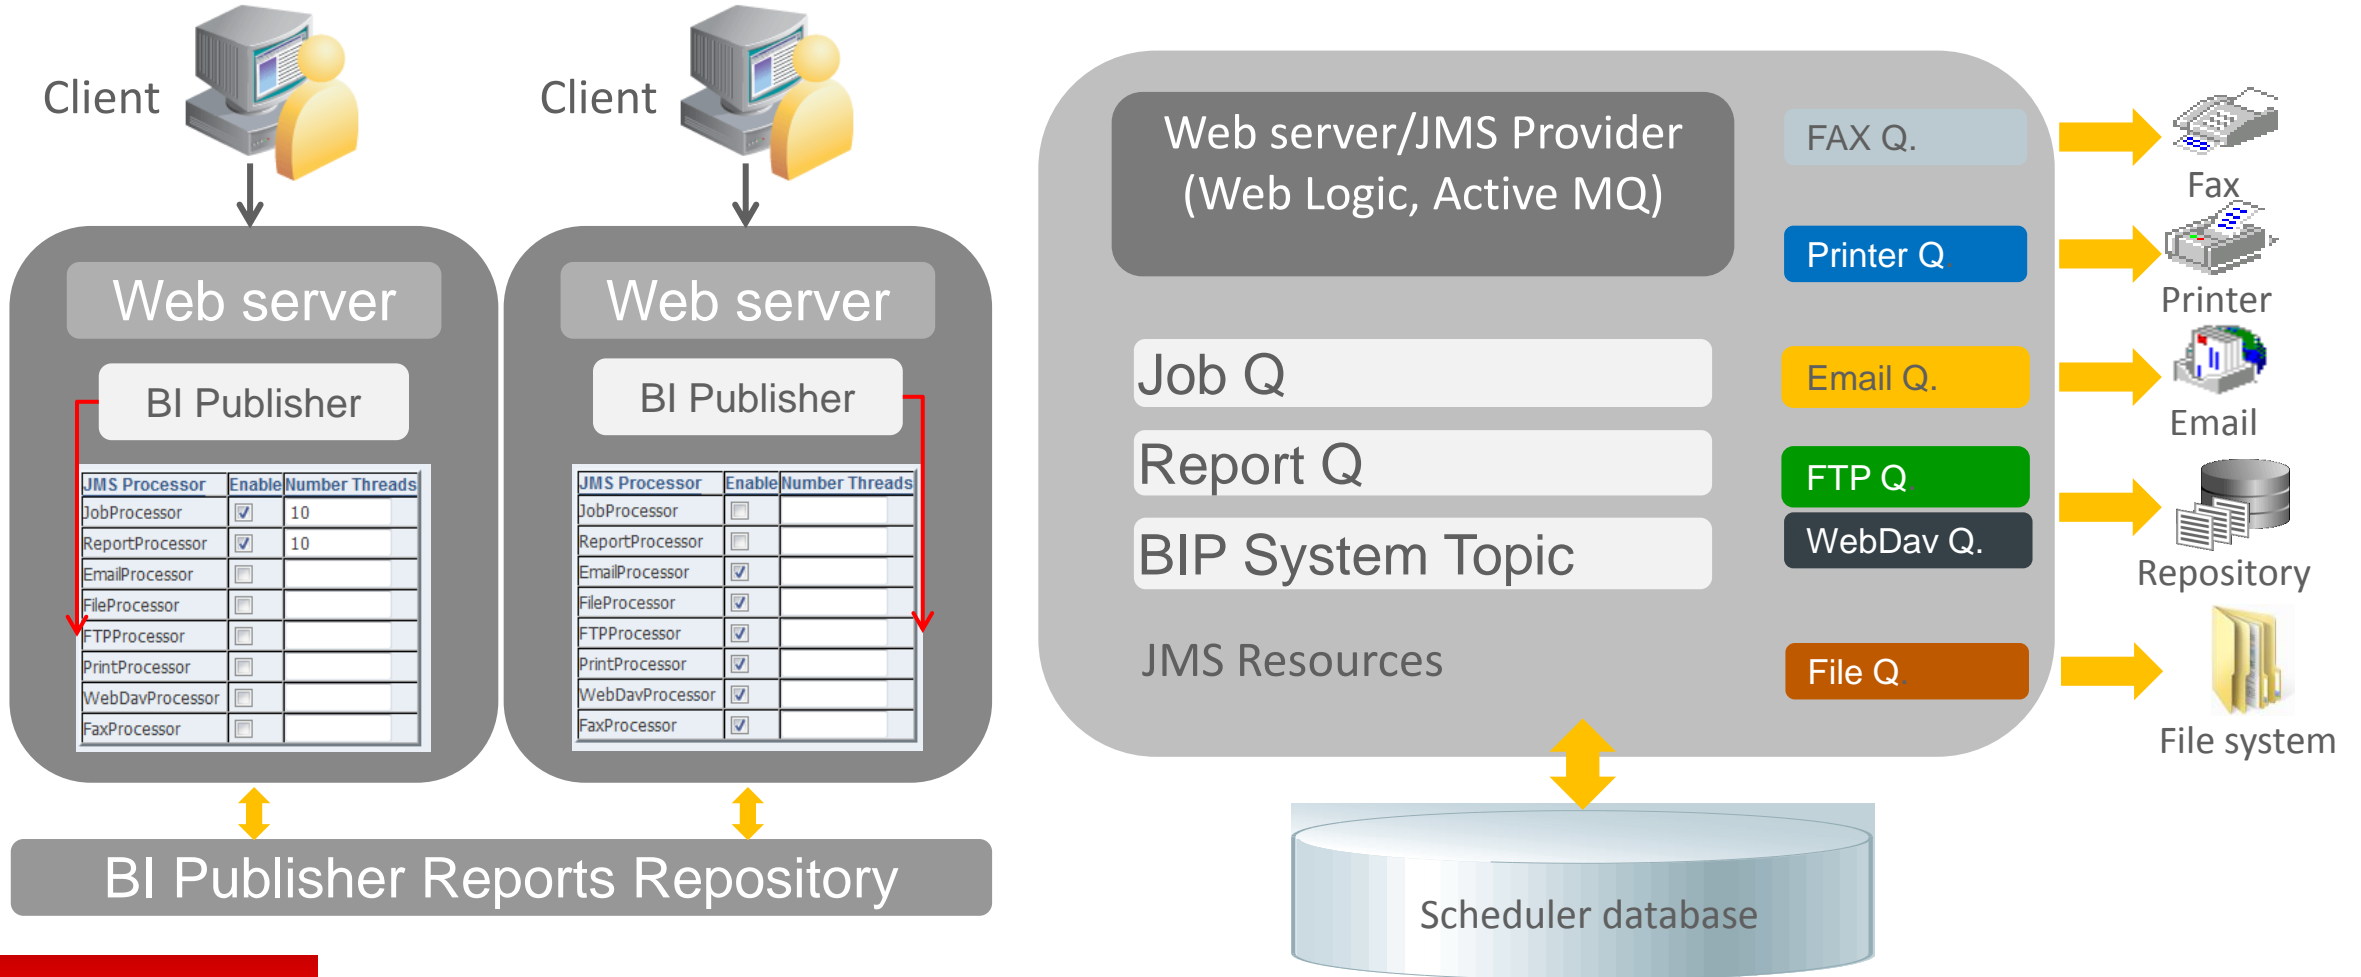 Client
Web server
BI Publisher
JMS Processor Enable Number Threads
JobProcessor 10
ReportProcessor 10
EmailProcessor
FileProcessor
FTPProcessor
PrintProcessor
WebDavProcessor
FaxProcessor
Client
Web server
BI Publisher
JMS Processor Enable Number Threads
JobProcessor
ReportProcessor
EmailProcessor
FileProcessor
FTPProcessor
PrintProcessor
WebDavProcessor
FaxProcessor
BI Publisher Reports Repository
Web server/JMS Provider
(Web Logic, Active MQ)
Job Q
Report Q
BIP System Topic
JMS Resources
FAX Q.
Printer Q.
Email Q.
FTP Q
WebDav Q.
File Q.
Fax
Printer
Email
Repository
File system
Scheduler database